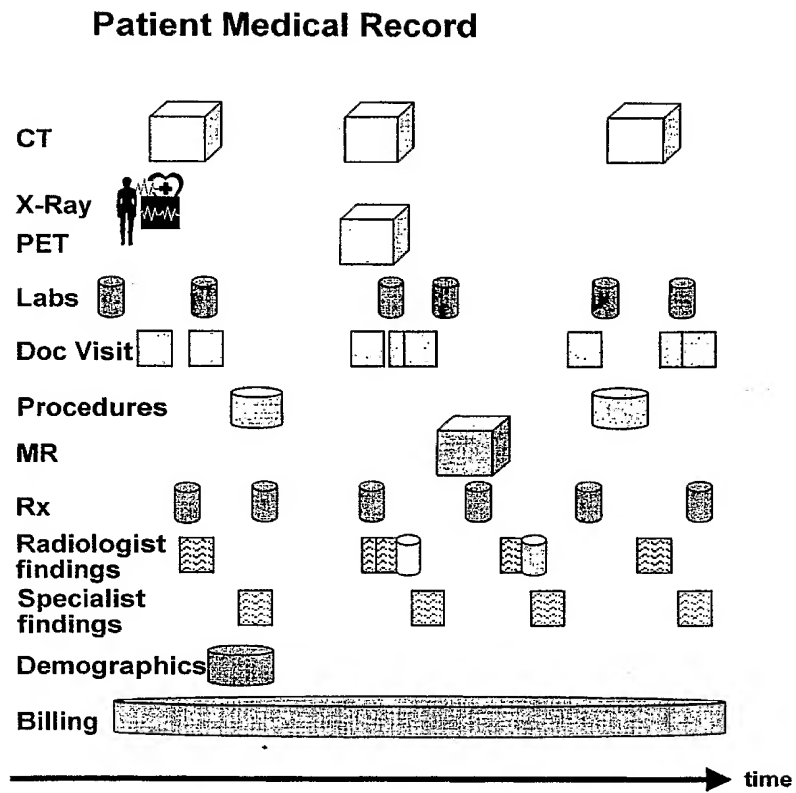 Patient Medical Record
CT
X-Ray
PET
Labs
Doc Visit
Procedures
MR
Rx
Radiologist
findings
Specialist
findings
Demographics
Billing
time